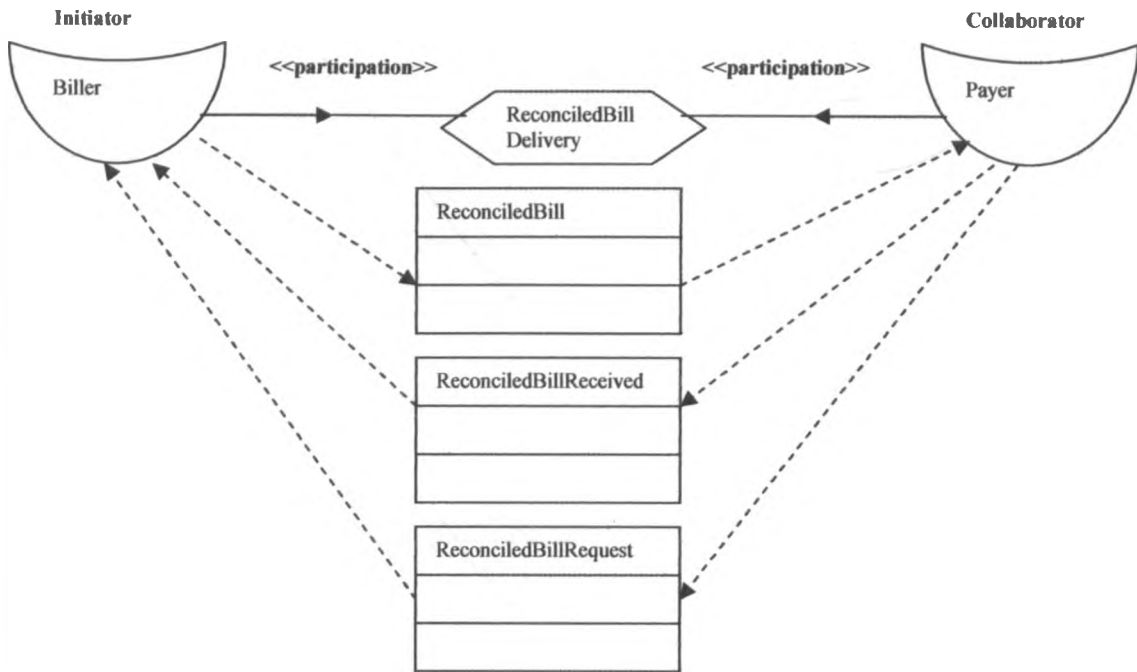 Initiator
Collaborator
<<participation>>
<<participation>>
Biller
Payer
ReconciledBill
Delivery
ReconciledBill
ReconciledBillReceived
ReconciledBillRequest